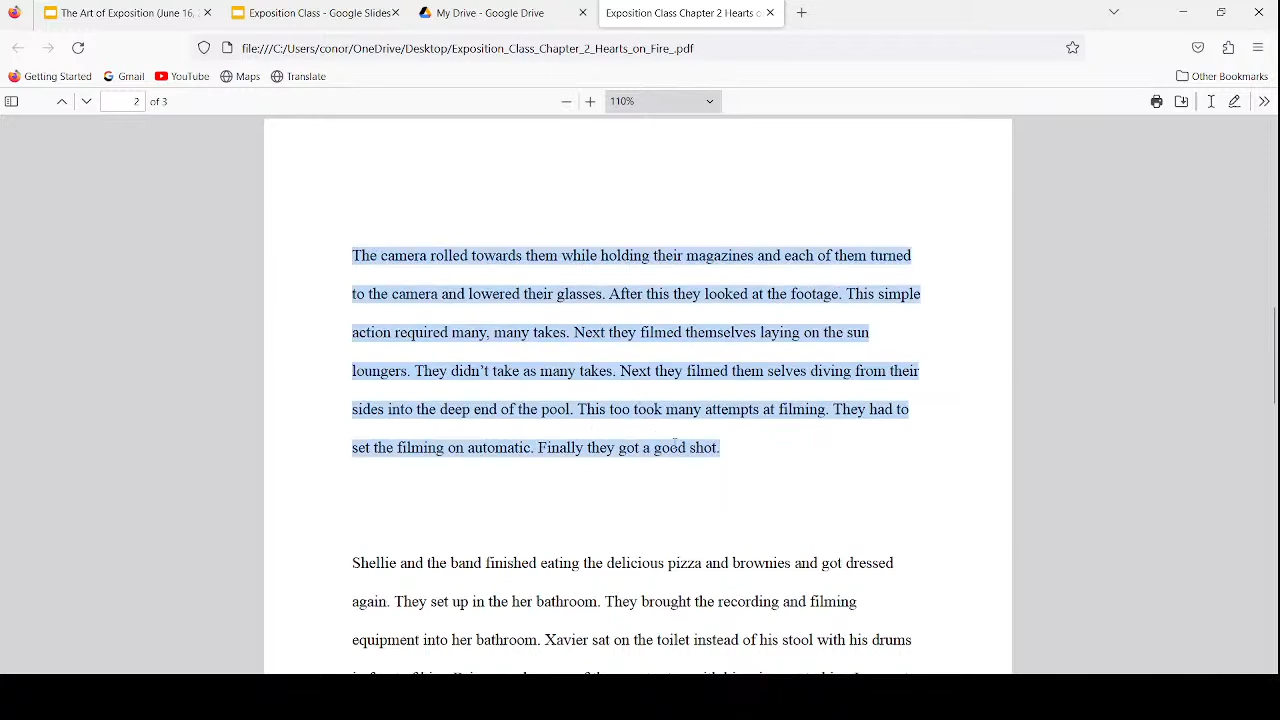 The Art of Exposition (June 16, 2
Exposition Class - Google Slides
My Drive - Google Drive
Exposition Class Chapter 2 Hearts o
file:///C:/Users/conor/OneDrive/Desktop/Exposition_Class_Chapter_2_Hearts_on_Fire_.pdf
Getting Started
Gmail
YouTube
Maps
Translate
Other Bookmarks
2 of 3
110%
The camera rolled towards them while holding their magazines and each of them turned
to the camera and lowered their glasses. After this they looked at the footage. This simple
action required many, many takes. Next they filmed themselves laying on the sun
loungers. They didn’t take as many takes. Next they filmed them selves diving from their
sides into the deep end of the pool. This too took many attempts at filming. They had to
set the filming on automatic. Finally they got a good shot.
Shellie and the band finished eating the delicious pizza and brownies and got dressed
again. They set up in the her bathroom. They brought the recording and filming
equipment into her bathroom. Xavier sat on the toilet instead of his stool with his drums